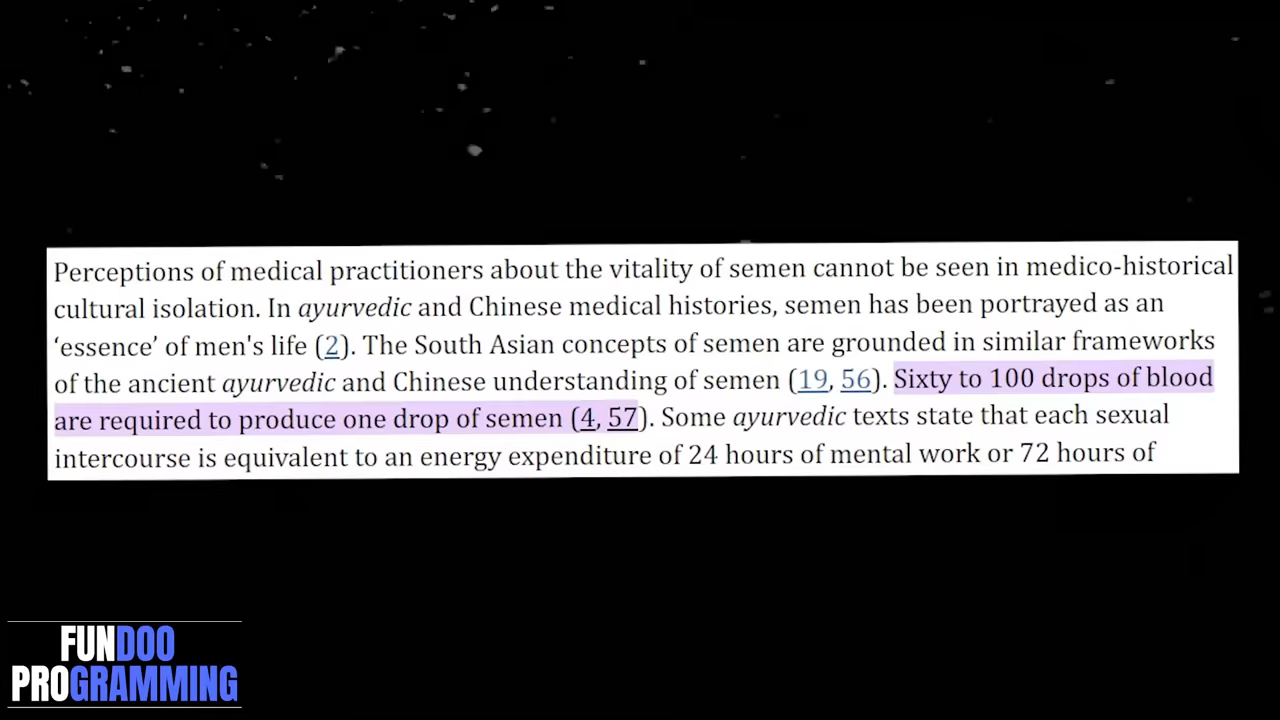 Perceptions of medical practitioners about the vitality of semen cannot be seen in medico-historical
cultural isolation. In ayurvedic and Chinese medical histories, semen has been portrayed as an
‘essence’ of men's life (2). The South Asian concepts of semen are grounded in similar frameworks
of the ancient ayurvedic and Chinese understanding of semen (19, 56). Sixty to 100 drops of blood
are required to produce one drop of semen (4, 57). Some ayurvedic texts state that each sexual
intercourse is equivalent to an energy expenditure of 24 hours of mental work or 72 hours of
FUNDOO
PROGRAMMING